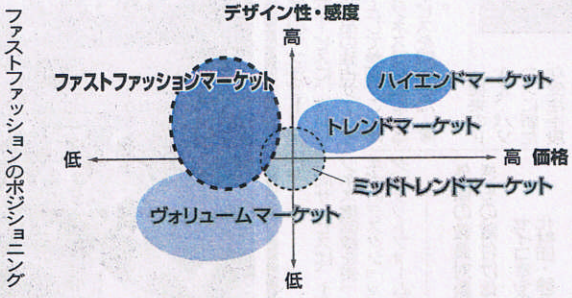 ファストファッションのポジショニング
デザイン性・感度
高
ファストファッションマーケット
ハイエンドマーケット
トレンドマーケット
低
高 価格
ミッドトレンドマーケット
ヴォリュームマーケット
低